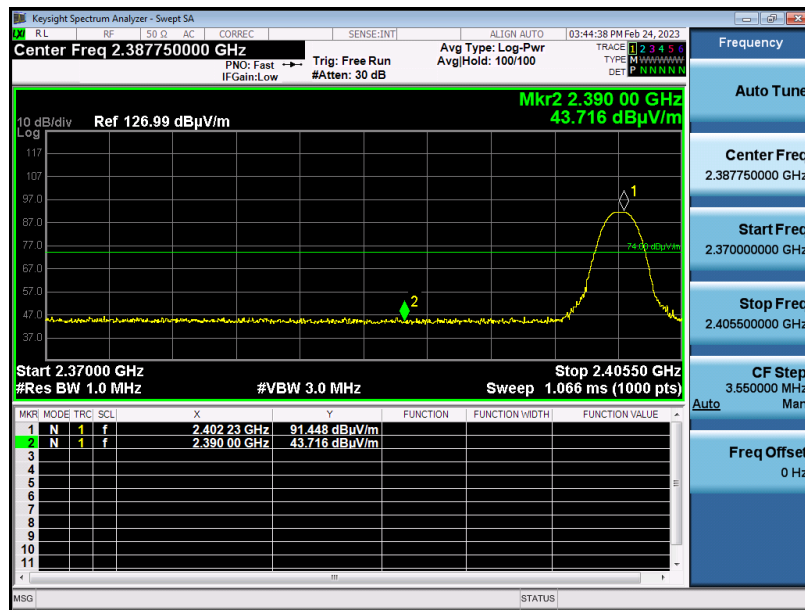 Keysight Spectrum Analyzer - Swept SA
LXI RL RF 50 Ω AC CORREC SENSE:INT ALIGN AUTO 03:44:38 PM Feb 24, 2023
Center Freq 2.387750000 GHz
PNO: Fast
IFGain:Low
Trig: Free Run
#Atten: 30 dB
Avg Type: Log-Pwr
Avg|Hold: 100/100
TRACE 1 2 3 4 5 6
TYPE M W W W W W
DET P N N N N N
Mkr2 2.390 00 GHz
43.716 dBµV/m
10 dB/div Ref 126.99 dBµV/m
Log
117
107
97.0
87.0
77.0
67.0
57.0
47.0
37.0
1
74.00 dBµV/m
2
Start 2.37000 GHz Stop 2.40550 GHz
#Res BW 1.0 MHz #VBW 3.0 MHz Sweep 1.066 ms (1000 pts)
MKR MODE TRC SCL X Y FUNCTION FUNCTION WIDTH FUNCTION VALUE
1 N 1 f 2.402 23 GHz 91.448 dBµV/m
2 N 1 f 2.390 00 GHz 43.716 dBµV/m
3
4
5
6
7
8
9
10
11
MSG STATUS
Frequency
Auto Tune
Center Freq
2.387750000 GHz
Start Freq
2.370000000 GHz
Stop Freq
2.405500000 GHz
CF Step
3.550000 MHz
Auto Man
Freq Offset
0 Hz